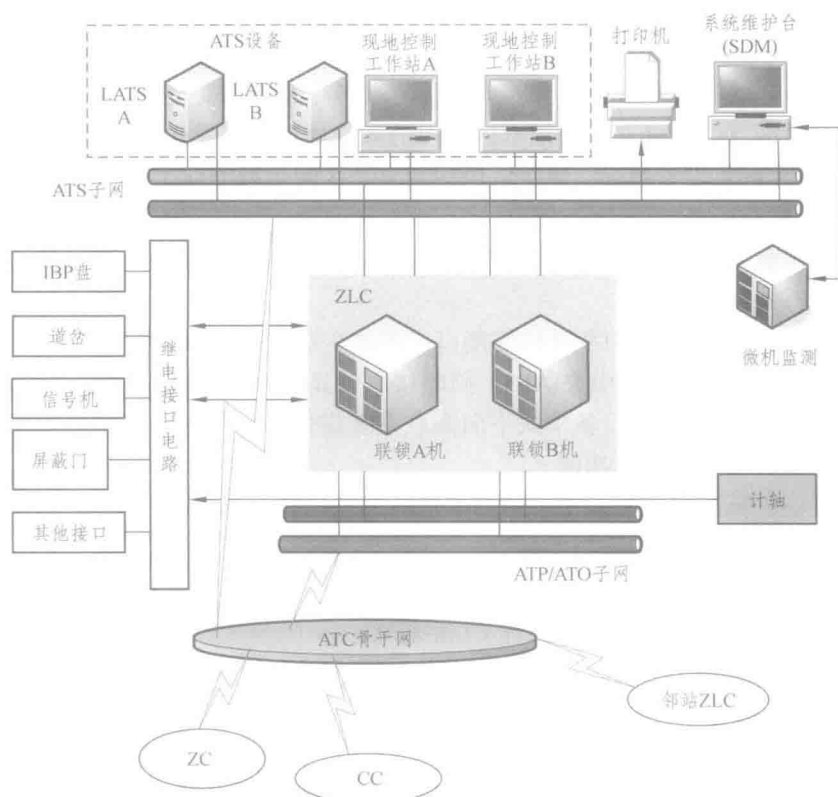 ATS设备
LATS
A
LATS
B
现地控制
工作站A
现地控制
工作站B
打印机
系统维护台
(SDM)
ATS子网
IBP盘
道岔
信号机
屏蔽门
其他接口
继电接口电路
ZLC
联锁A机
联锁B机
微机监测
计轴
ATP/ATO子网
ATC骨干网
邻站ZLC
ZC
CC